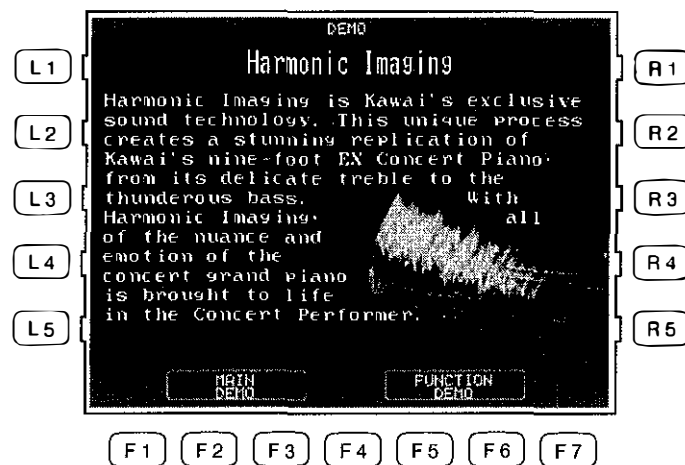 DEMO
Harmonic Imaging
Harmonic Imaging is Kawai's exclusive
sound technology. This unique process
creates a stunning replication of
Kawai's nine-foot EX Concert Piano,
from its delicate treble to the
thunderous bass. With
Harmonic Imaging, all
of the nuance and
emotion of the
concert grand piano
is brought to life
in the Concert Performer.
MAIN DEMO
FUNCTION DEMO
L1
L2
L3
L4
L5
R1
R2
R3
R4
R5
F1 F2 F3 F4 F5 F6 F7